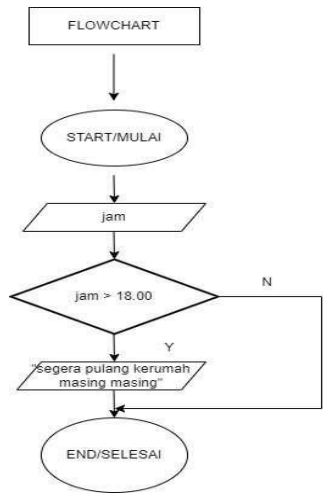 FLOWCHART
START/MULAI
jam
jam > 18.00
N
Y
"segera pulang kerumah
masing masing"
END/SELESAI